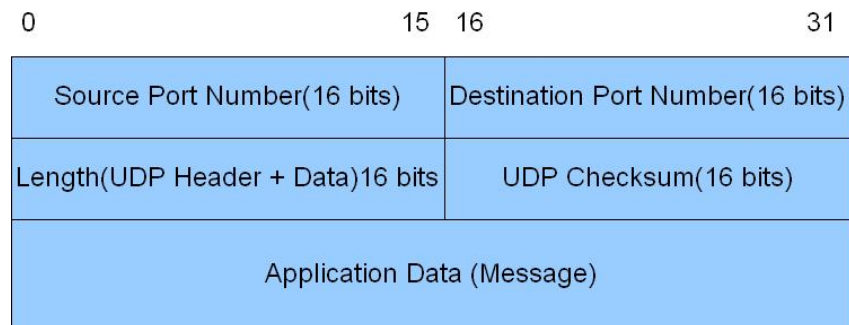 0 15 16 31
Source Port Number(16 bits) Destination Port Number(16 bits)
Length(UDP Header + Data)16 bits UDP Checksum(16 bits)
Application Data (Message)